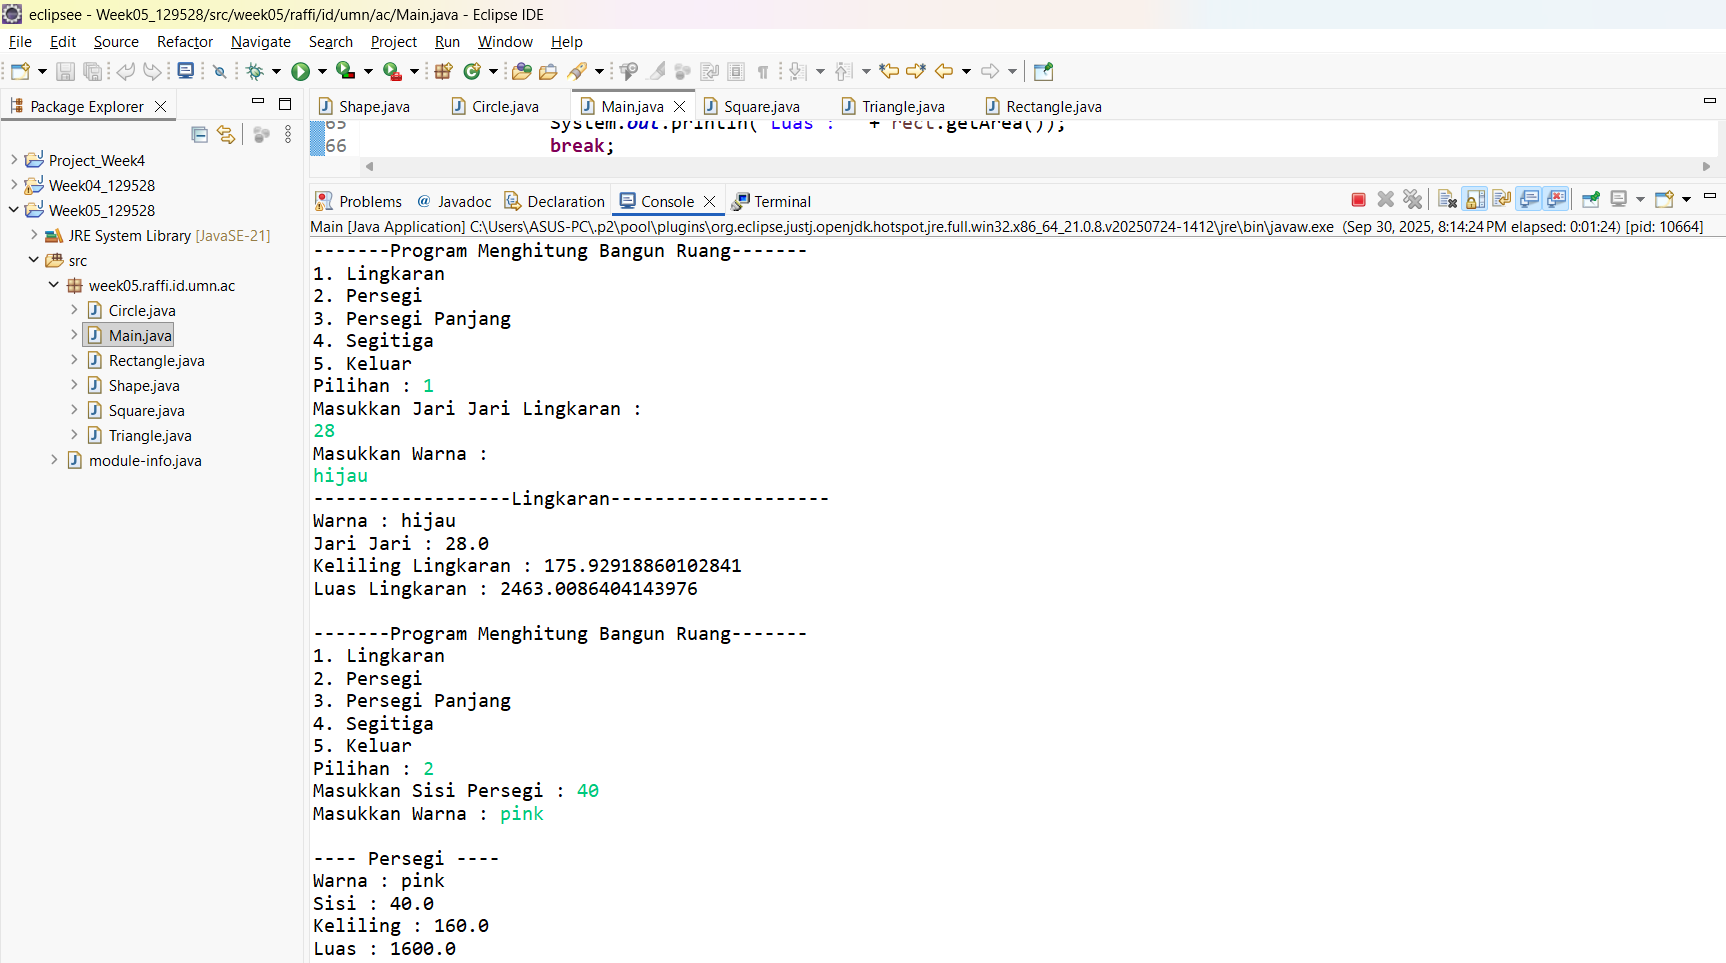 eclipsee - Week05_129528/src/week05/raffi/id/umn/ac/Main.java - Eclipse IDE
File Edit Source Refactor Navigate Search Project Run Window Help
Package Explorer
Project_Week4
Week04_129528
Week05_129528
JRE System Library [JavaSE-21]
src
week05.raffi.id.umn.ac
Circle.java
Main.java
Rectangle.java
Shape.java
Square.java
Triangle.java
module-info.java
Shape.java Circle.java Main.java Square.java Triangle.java Rectangle.java
65 System.out.println("Luas : " + rect.getArea());
66 break;
Problems @ Javadoc Declaration Console Terminal
Main [Java Application] C:\Users\ASUS-PC\.p2\pool\plugins\org.eclipse.justj.openjdk.hotspot.jre.full.win32.x86_64_21.0.8.v20250724-1412\jre\bin\javaw.exe (Sep 30, 2025, 8:14:24 PM elapsed: 0:01:24) [pid: 10664]
-------Program Menghitung Bangun Ruang-------
1. Lingkaran
2. Persegi
3. Persegi Panjang
4. Segitiga
5. Keluar
Pilihan : 1
Masukkan Jari Jari Lingkaran :
28
Masukkan Warna :
hijau
------------------Lingkaran--------------------
Warna : hijau
Jari Jari : 28.0
Keliling Lingkaran : 175.92918860102841
Luas Lingkaran : 2463.0086404143976
-------Program Menghitung Bangun Ruang-------
1. Lingkaran
2. Persegi
3. Persegi Panjang
4. Segitiga
5. Keluar
Pilihan : 2
Masukkan Sisi Persegi : 40
Masukkan Warna : pink
---- Persegi ----
Warna : pink
Sisi : 40.0
Keliling : 160.0
Luas : 1600.0